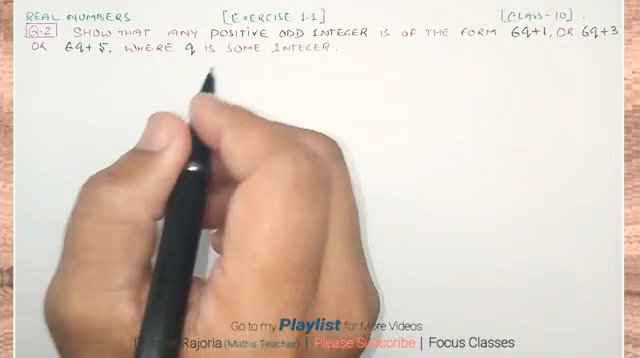 REAL NUMBERS [EXERCISE 1.1] [CLASS-10].
Q.2 SHOW THAT ANY POSITIVE ODD INTEGER IS OF THE FORM 6q+1, OR 6q+3
OR 6q+5. WHERE q IS SOME INTEGER.
Go to my Playlist for More Videos
Rajoria (Maths Teacher) | Please Subscribe | Focus Classes